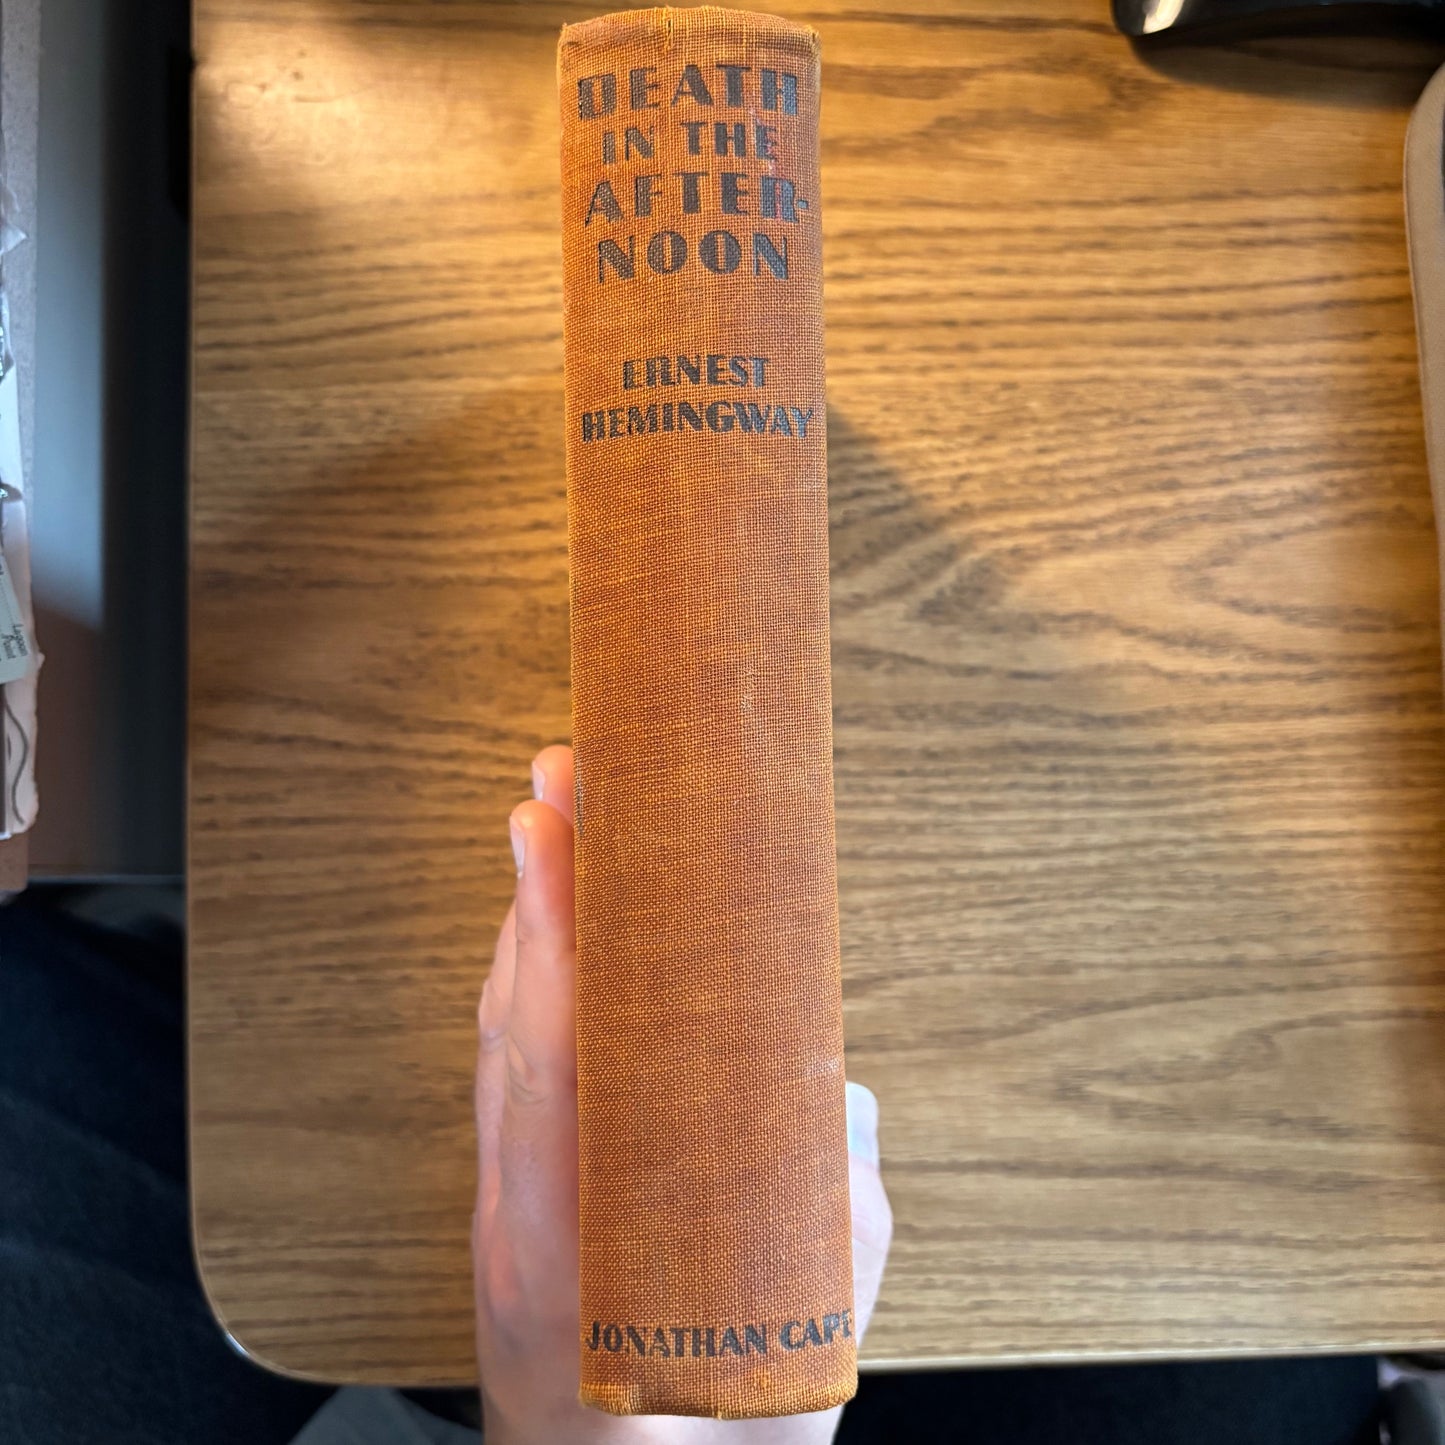 DEATH
IN THE
AFTER-
NOON
ERNEST
HEMINGWAY
JONATHAN CAPE